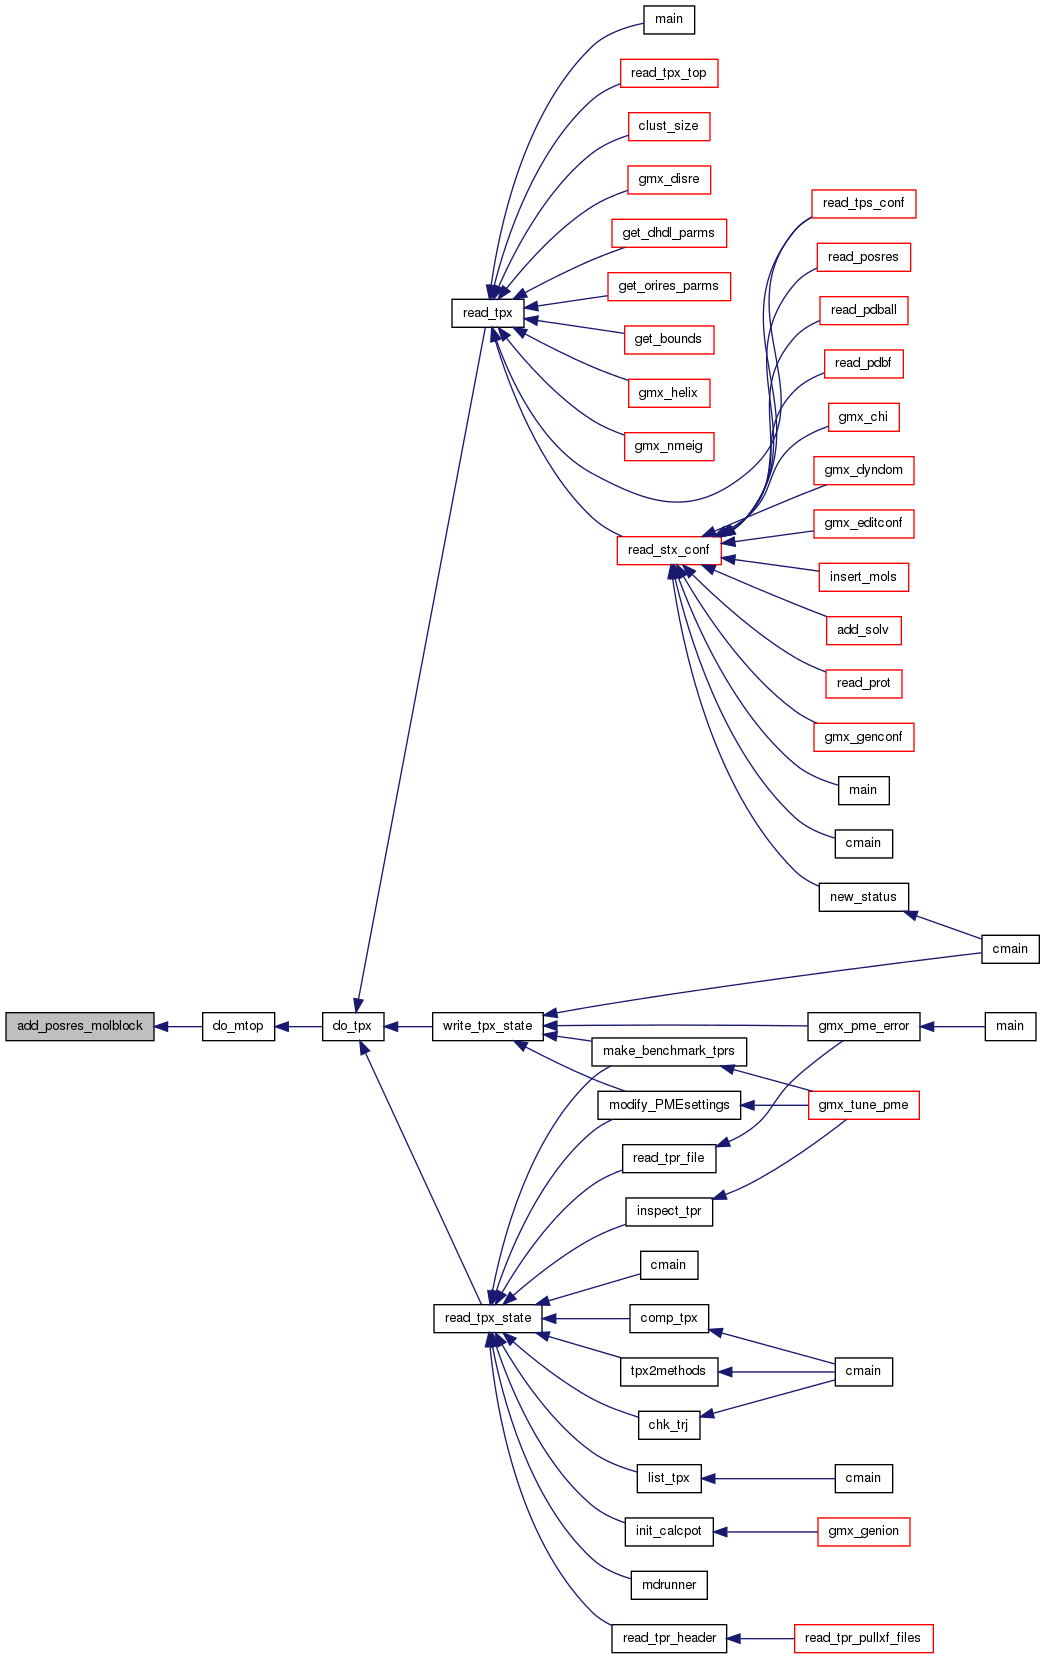 main
read_tpx_top
clust_size
gmx_disre
read_tps_conf
get_dhdl_parms
read_posres
get_orires_parms
read_tpx
read_pdball
get_bounds
read_pdbf
gmx_helix
gmx_chi
gmx_nmeig
gmx_dyndom
gmx_editconf
read_stx_conf
insert_mols
add_solv
read_prot
gmx_genconf
main
cmain
new_status
cmain
add_posres_molblock
do_mtop
do_tpx
write_tpx_state
gmx_pme_error
main
make_benchmark_tprs
modify_PMEsettings
gmx_tune_pme
read_tpr_file
inspect_tpr
cmain
read_tpx_state
comp_tpx
tpx2methods
cmain
chk_trj
list_tpx
cmain
init_calcpot
gmx_genion
mdrunner
read_tpr_header
read_tpr_pullxf_files